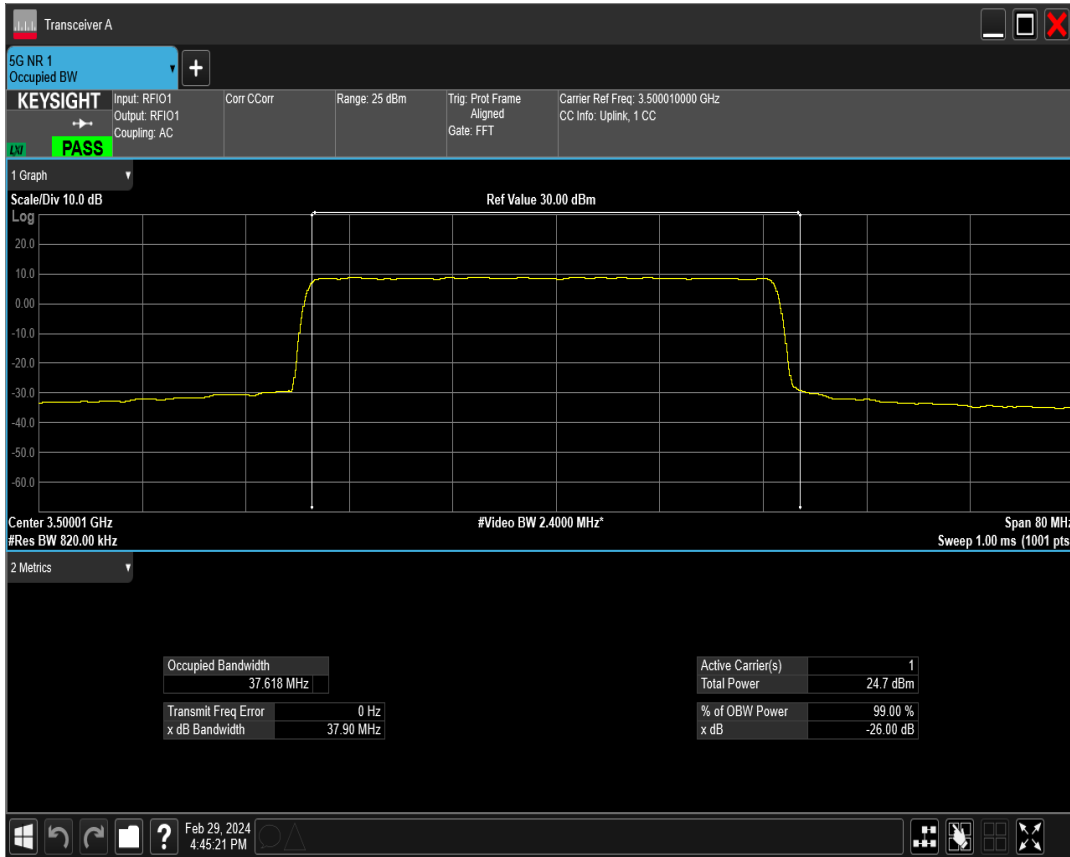 Transceiver A
5G NR 1
Occupied BW
+
KEYSIGHT
LXI
PASS
Input: RFIO1
Output: RFIO1
Coupling: AC
Corr CCorr
Range: 25 dBm
Trig: Prot Frame
Aligned
Gate: FFT
Carrier Ref Freq: 3.500010000 GHz
CC Info: Uplink, 1 CC
1 Graph
Scale/Div 10.0 dB
Ref Value 30.00 dBm
Log
20.0
10.0
0.00
-10.0
-20.0
-30.0
-40.0
-50.0
-60.0
Center 3.50001 GHz
#Video BW 2.4000 MHz*
Span 80 MHz
#Res BW 820.00 kHz
Sweep 1.00 ms (1001 pts
2 Metrics
Occupied Bandwidth
37.618 MHz
Transmit Freq Error 0 Hz
x dB Bandwidth 37.90 MHz
Active Carrier(s) 1
Total Power 24.7 dBm
% of OBW Power 99.00 %
x dB -26.00 dB
?
Feb 29, 2024
4:45:21 PM